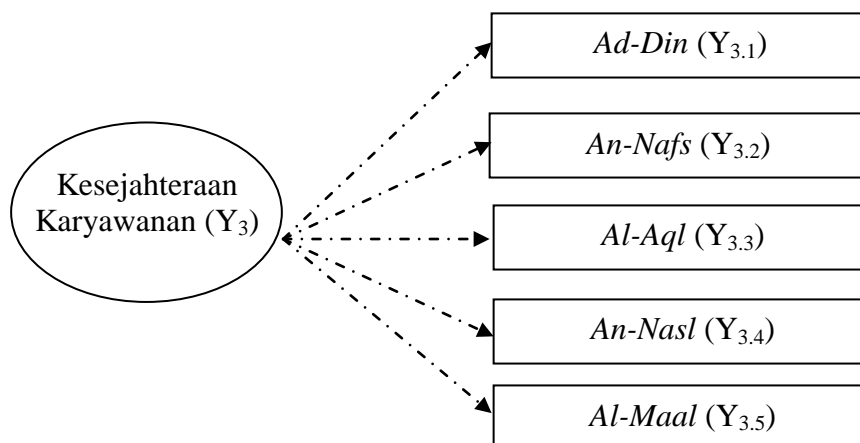 Kesejahteraan
Karyawanan (Y3)
Ad-Din (Y3.1)
An-Nafs (Y3.2)
Al-Aql (Y3.3)
An-Nasl (Y3.4)
Al-Maal (Y3.5)